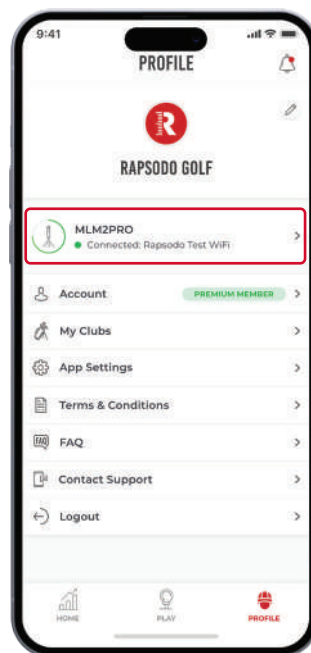 9:41
PROFILE
RAPSODO GOLF
MLM2PRO
Connected: Rapsodo Test WiFi
Account PREMIUM MEMBER
My Clubs
App Settings
Terms & Conditions
FAQ FAQ
Contact Support
Logout
HOME PLAY PROFILE